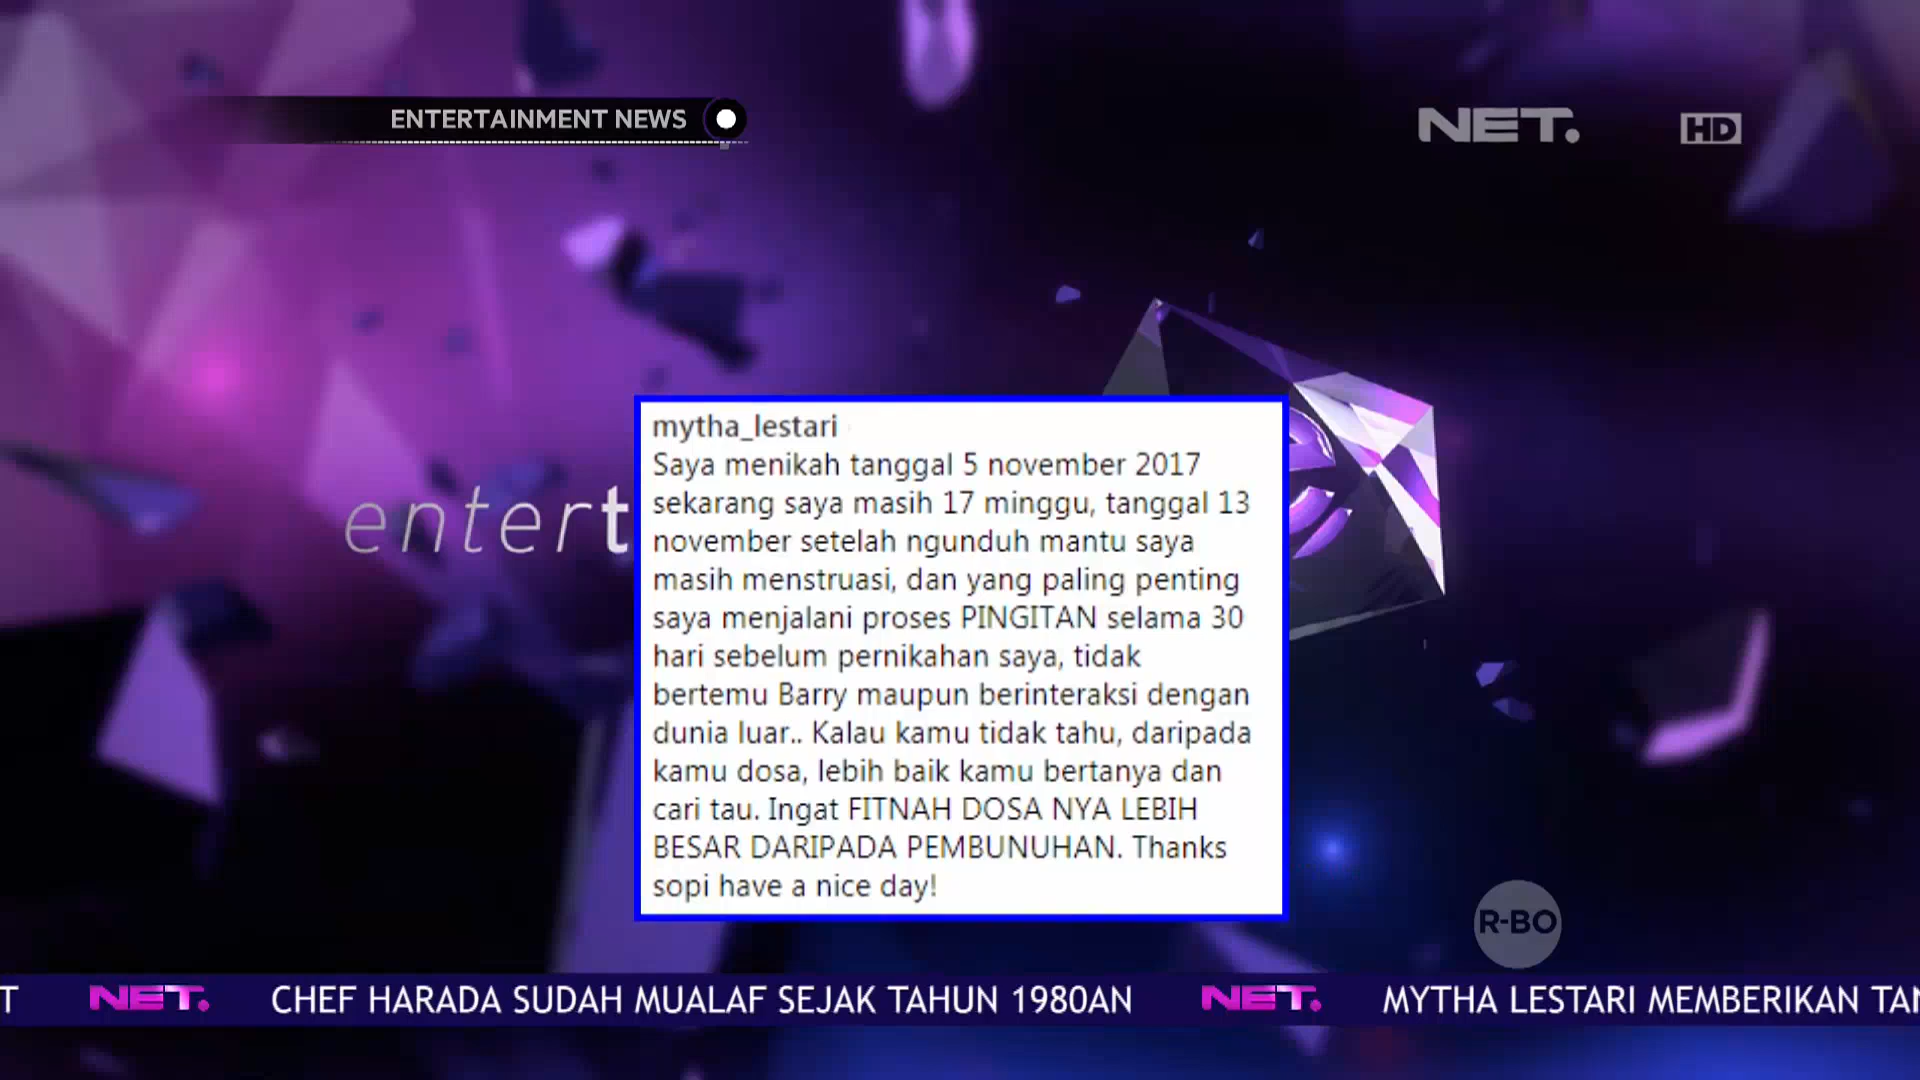 ENTERTAINMENT NEWS
NET.
HD
entert
mytha_lestari
Saya menikah tanggal 5 november 2017
sekarang saya masih 17 minggu, tanggal 13
november setelah ngunduh mantu saya
masih menstruasi, dan yang paling penting
saya menjalani proses PINGITAN selama 30
hari sebelum pernikahan saya, tidak
bertemu Barry maupun berinteraksi dengan
dunia luar.. Kalau kamu tidak tahu, daripada
kamu dosa, lebih baik kamu bertanya dan
cari tau. Ingat FITNAH DOSA NYA LEBIH
BESAR DARIPADA PEMBUNUHAN. Thanks
sopi have a nice day!
R-BO
T NET. CHEF HARADA SUDAH MUALAF SEJAK TAHUN 1980AN NET. MYTHA LESTARI MEMBERIKAN TAN